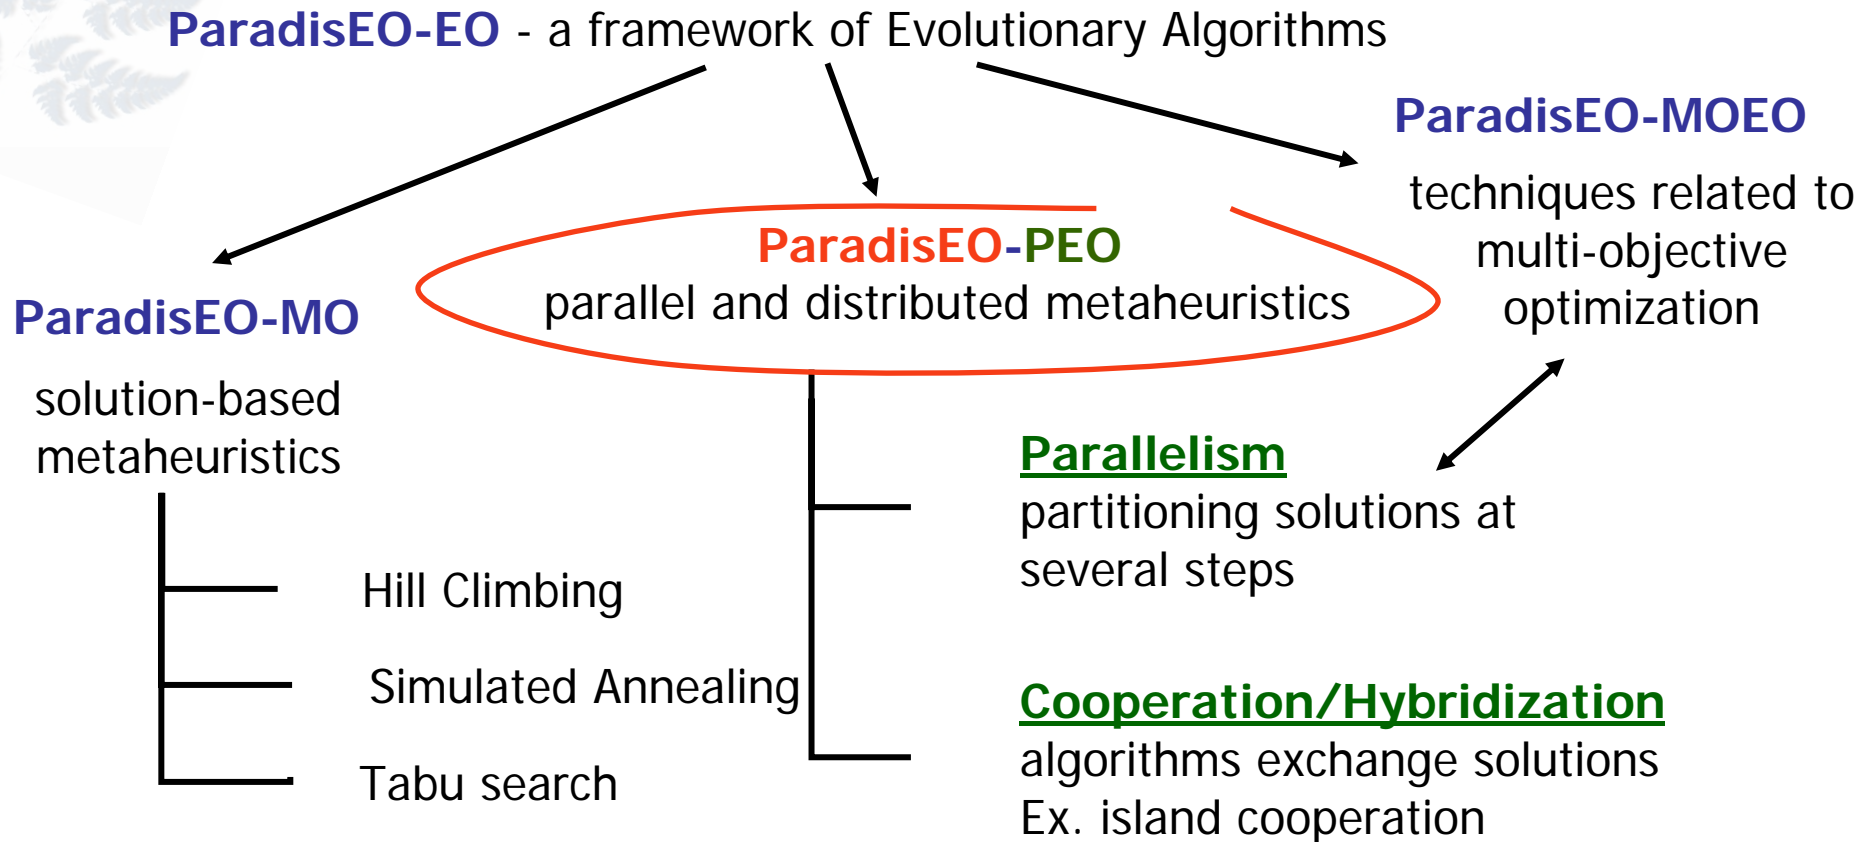 ParadisEO-EO - a framework of Evolutionary Algorithms
ParadisEO-MOEO
techniques related to
multi-objective
optimization
ParadisEO-PEO
parallel and distributed metaheuristics
ParadisEO-MO
solution-based
metaheuristics
Hill Climbing
Simulated Annealing
Tabu search
Parallelism
partitioning solutions at
several steps
Cooperation/Hybridization
algorithms exchange solutions
Ex. island cooperation